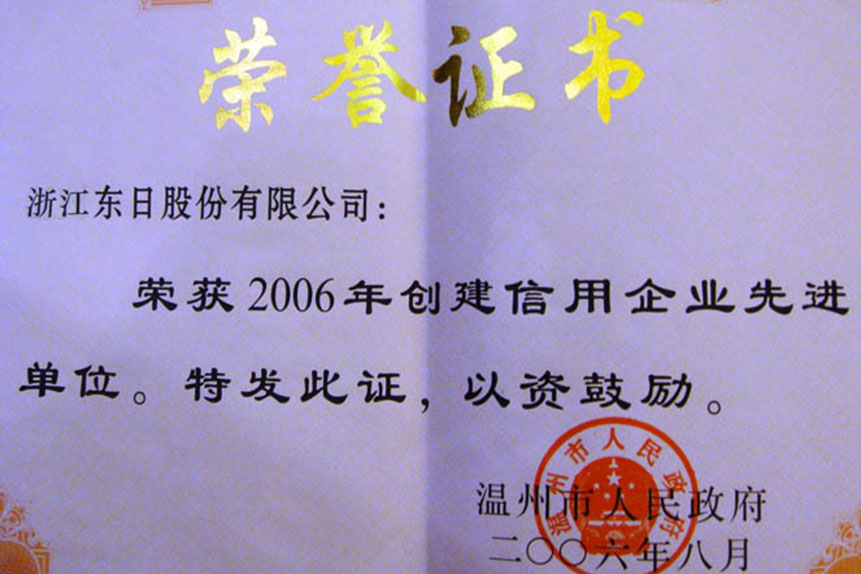 荣誉证书
浙江东日股份有限公司：
荣获2006年创建信用企业先进
单位。特发此证，以资鼓励。
温州市人民政府
温州市人民政府
二〇〇六年八月